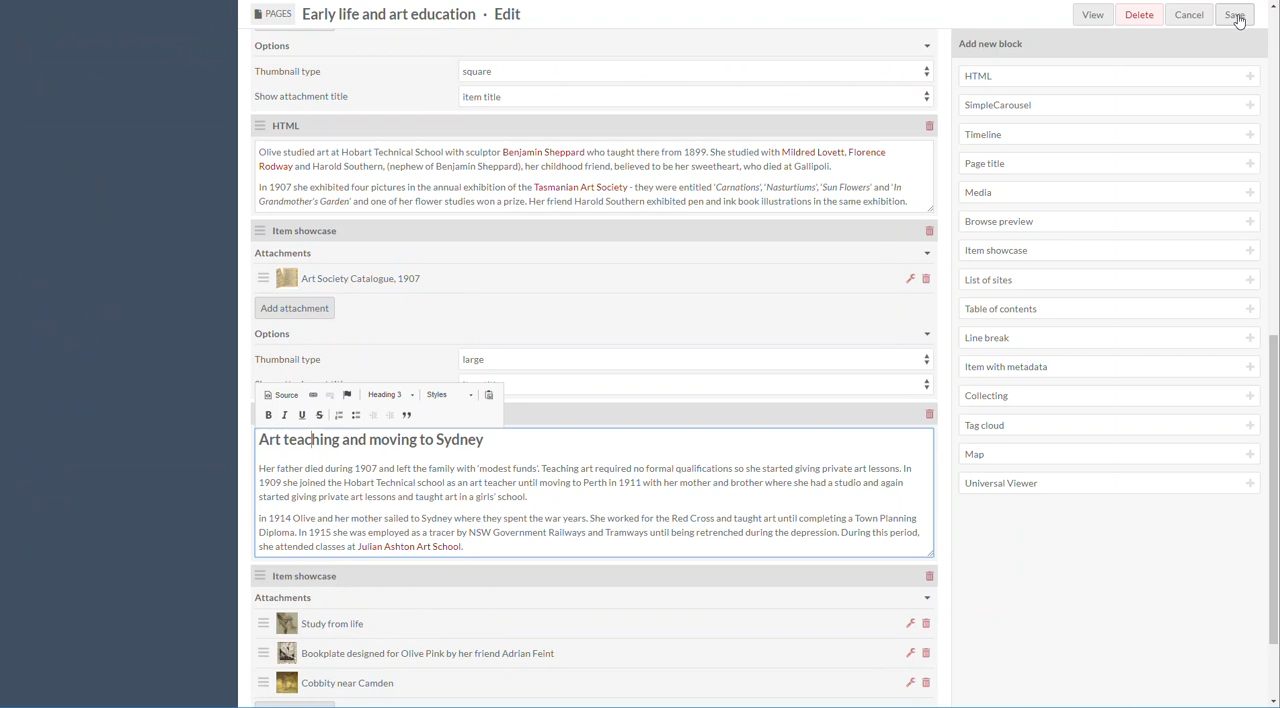 PAGES Early life and art education · Edit
View Delete Cancel Save
Options
Thumbnail type square
Show attachment title item title
HTML
Olive studied art at Hobart Technical School with sculptor Benjamin Sheppard who taught there from 1899. She studied with Mildred Lovett, Florence
Rodway and Harold Southern, (nephew of Benjamin Sheppard), her childhood friend, believed to be her sweetheart, who died at Gallipoli.
In 1907 she exhibited four pictures in the annual exhibition of the Tasmanian Art Society - they were entitled 'Carnations', 'Nasturtiums', 'Sun Flowers' and 'In
Grandmother's Garden' and one of her flower studies won a prize. Her friend Harold Southern exhibited pen and ink book illustrations in the same exhibition.
Item showcase
Attachments
Art Society Catalogue, 1907
Add attachment
Options
Thumbnail type large
Source Heading 3 Styles
B I U S
Art teaching and moving to Sydney
Her father died during 1907 and left the family with 'modest funds'. Teaching art required no formal qualifications so she started giving private art lessons. In
1909 she joined the Hobart Technical school as an art teacher until moving to Perth in 1911 with her mother and brother where she had a studio and again
started giving private art lessons and taught art in a girls' school.
In 1914 Olive and her mother sailed to Sydney where they spent the war years. She worked for the Red Cross and taught art until completing a Town Planning
Diploma. In 1915 she was employed as a tracer by NSW Government Railways and Tramways until being retrenched during the depression. During this period,
she attended classes at Julian Ashton Art School.
Item showcase
Attachments
Study from life
Bookplate designed for Olive Pink by her friend Adrian Feint
Cobbity near Camden
Add new block
HTML
SimpleCarousel
Timeline
Page title
Media
Browse preview
Item showcase
List of sites
Table of contents
Line break
Item with metadata
Collecting
Tag cloud
Map
Universal Viewer